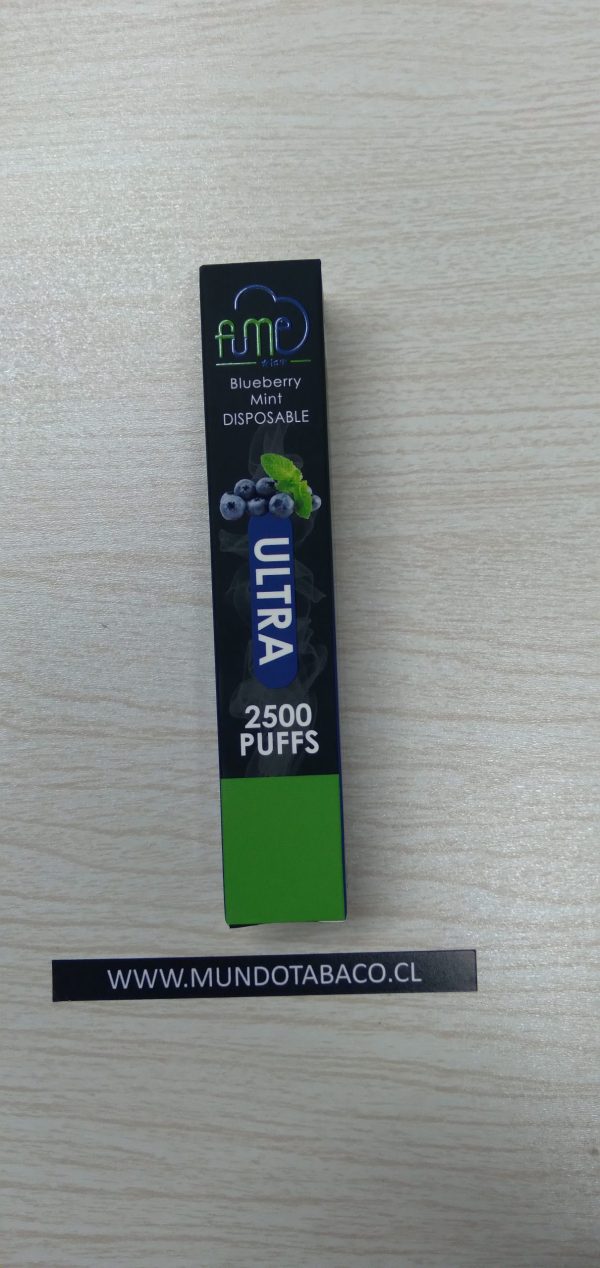 fume
Blueberry
Mint
DISPOSABLE
ULTRA
2500
PUFFS
WWW.MUNDOTABACO.CL